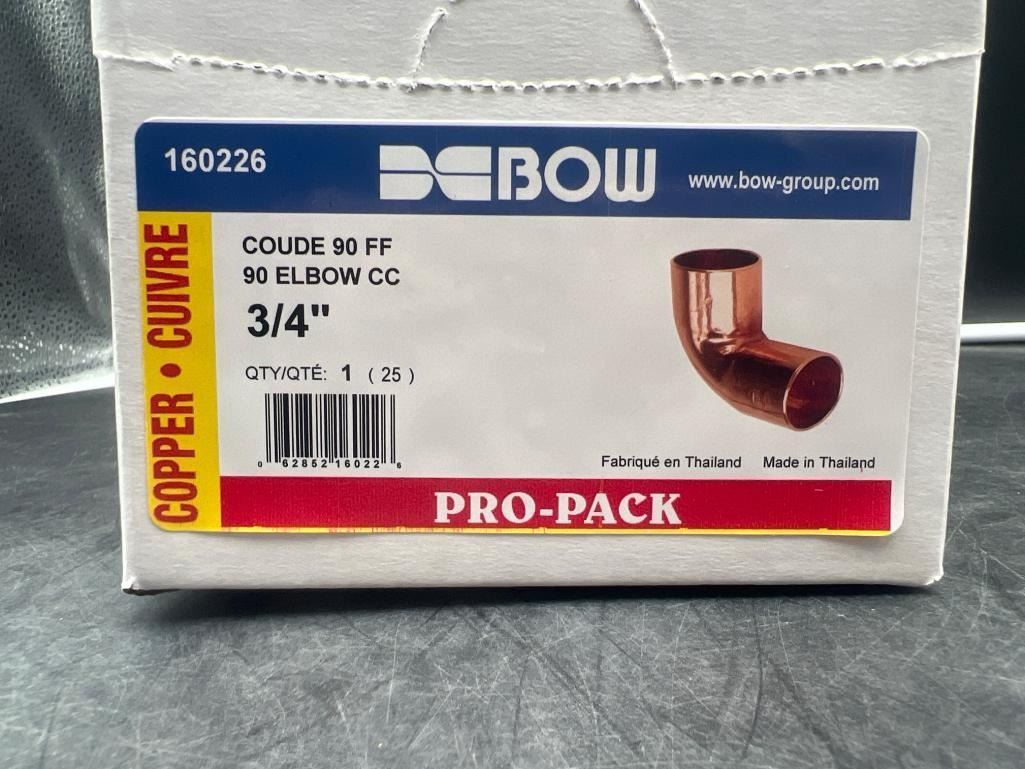 160226 BOW www.bow-group.com
COPPER • CUIVRE
COUDE 90 FF
90 ELBOW CC
3/4"
QTY/QTÉ: 1 ( 25 )
0 62852 16022 6
Fabriqué en Thailand Made in Thailand
PRO-PACK